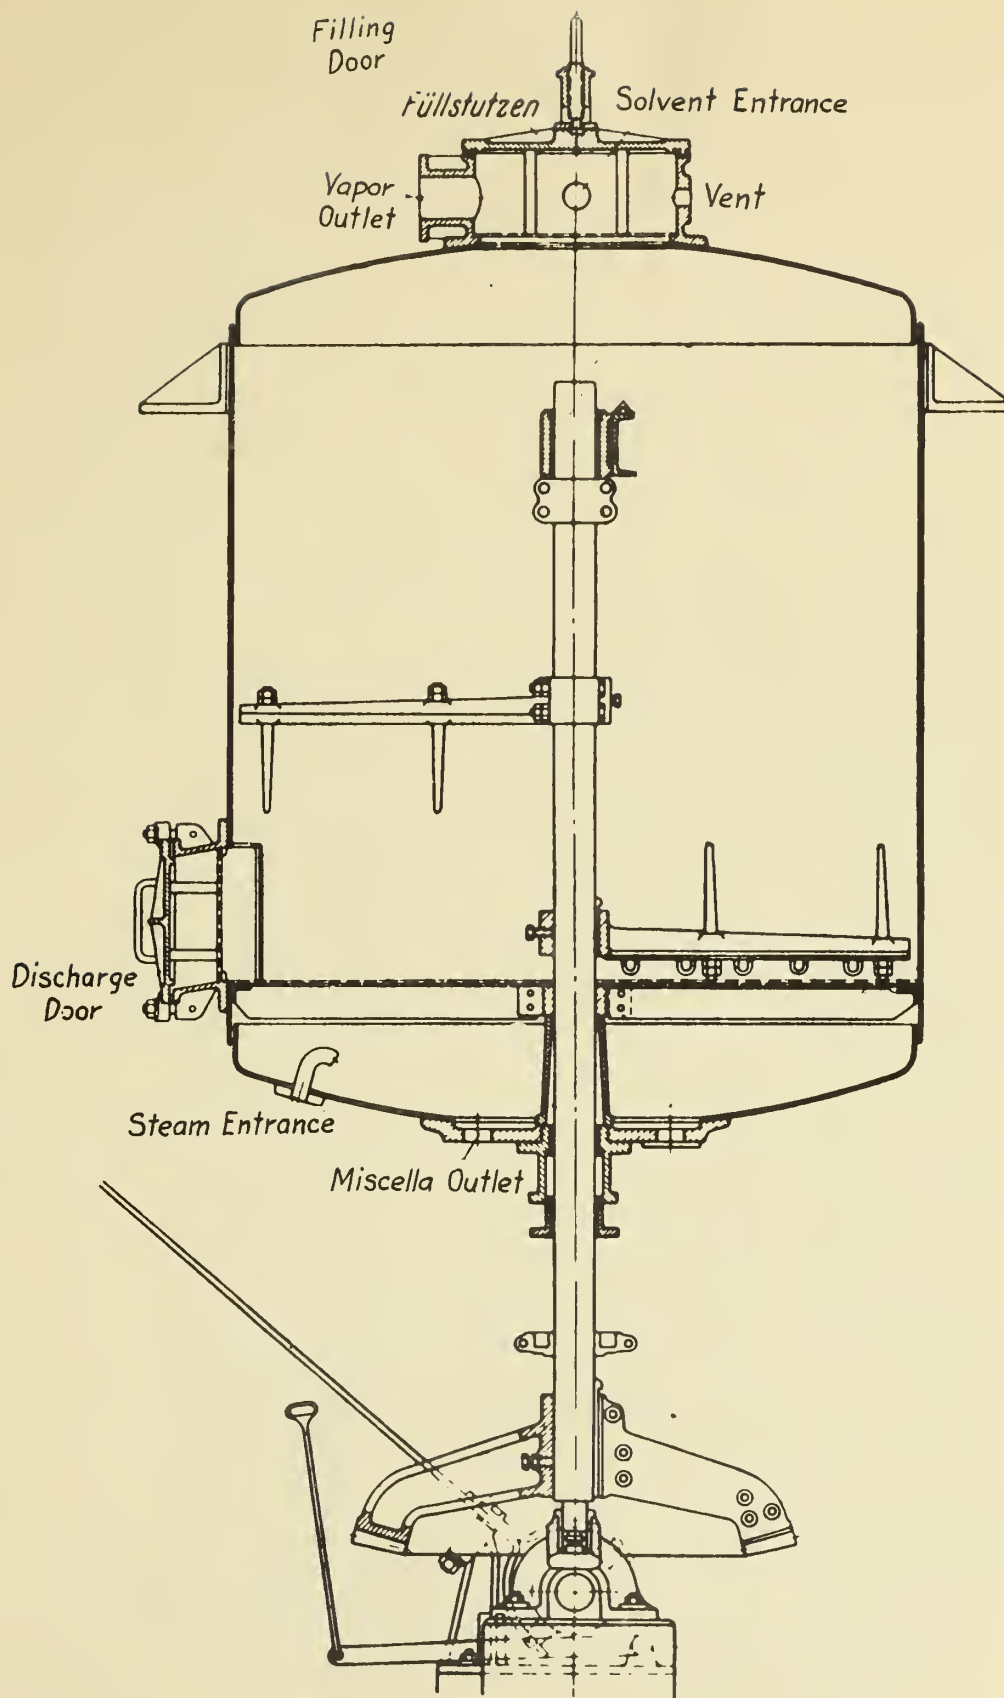 Filling
Door
Füllstutzen
Solvent Entrance
Vapor
Outlet
Vent
Discharge
Door
Steam Entrance
Miscella Outlet